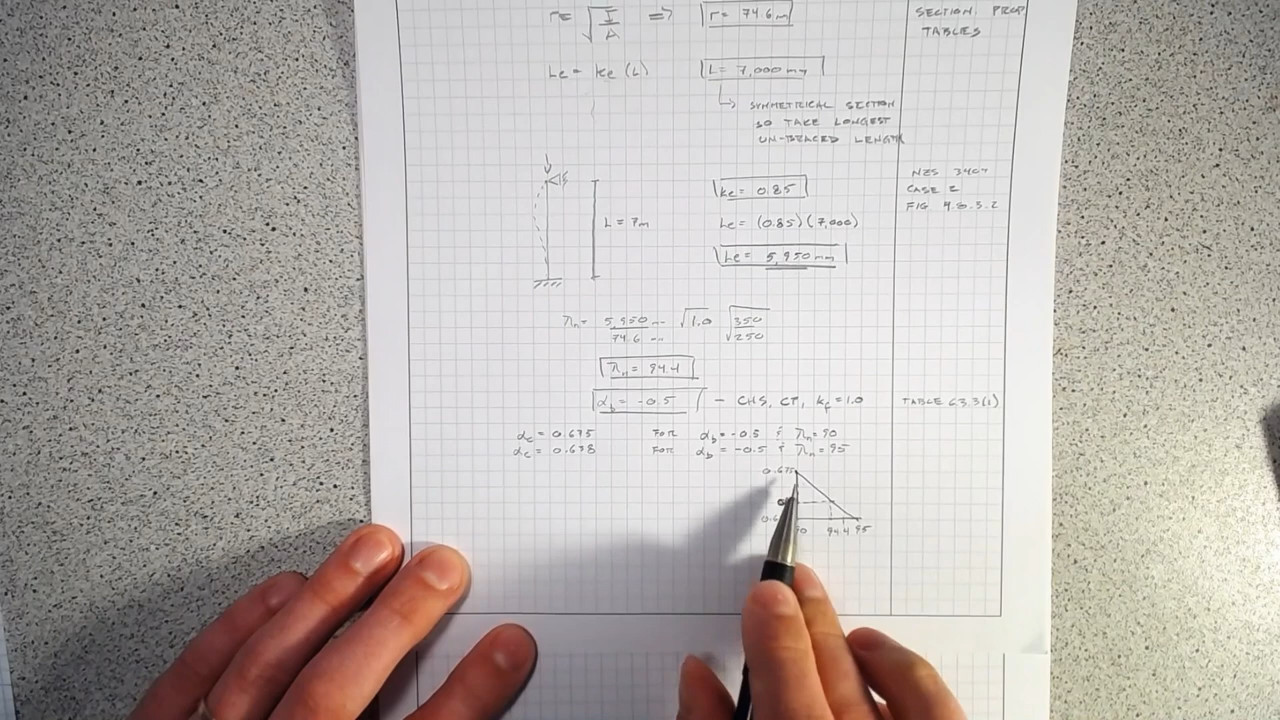 r = √(I/A) => r = 74.6 m
SECTION PROP
TABLES
Le = ke (L)
L = 7,000 mm
SYMMETRICAL SECTION
SO TAKE LONGEST
UN-BRACED LENGTH
L = 7m
ke = 0.85
NZS 3404
CASE 2
FIG 4.8.3.2
Le = (0.85)(7,000)
Le = 5,950 mm
λn = 5,950 mm / 74.6 mm √1.0 √(350/250)
λn = 94.4
αb = -0.5 - CHS, CF, kf = 1.0
TABLE 6.3.3(1)
αc = 0.675 FOR αb = -0.5 & λn = 90
αc = 0.638 FOR αb = -0.5 & λn = 95
0.675
94.4 95